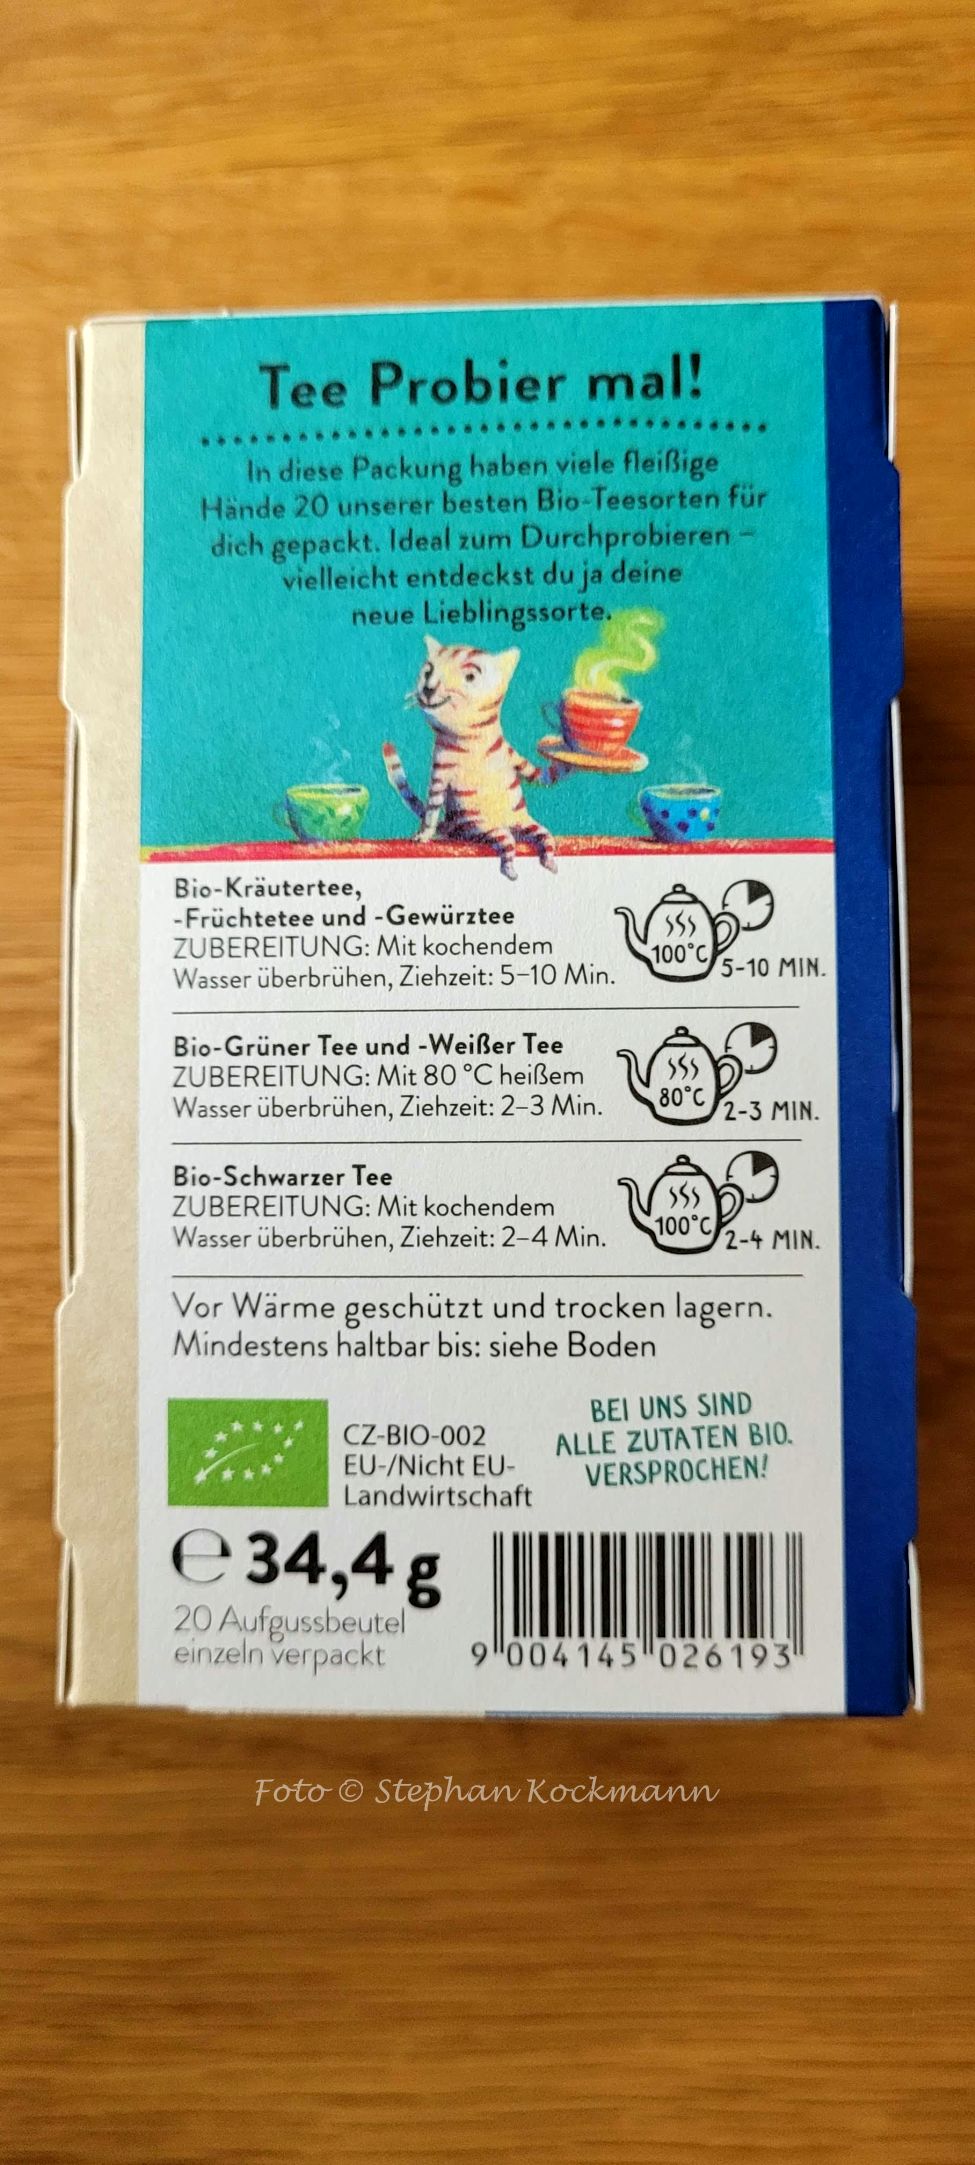 Tee Probier mal!
In diese Packung haben viele fleißige
Hände 20 unserer besten Bio-Teesorten für
dich gepackt. Ideal zum Durchprobieren –
vielleicht entdeckst du ja deine
neue Lieblingssorte.
Bio-Kräutertee,
-Früchtetee und -Gewürztee
ZUBEREITUNG: Mit kochendem
Wasser überbrühen, Ziehzeit: 5–10 Min.
100°C
5-10 MIN.
Bio-Grüner Tee und -Weißer Tee
ZUBEREITUNG: Mit 80 °C heißem
Wasser überbrühen, Ziehzeit: 2–3 Min.
80°C
2-3 MIN.
Bio-Schwarzer Tee
ZUBEREITUNG: Mit kochendem
Wasser überbrühen, Ziehzeit: 2–4 Min.
100°C
2-4 MIN.
Vor Wärme geschützt und trocken lagern.
Mindestens haltbar bis: siehe Boden
CZ-BIO-002
EU-/Nicht EU-
Landwirtschaft
BEI UNS SIND
ALLE ZUTATEN BIO.
VERSPROCHEN!
℮ 34,4 g
20 Aufgussbeutel
einzeln verpackt
9 004145 026193
Foto © Stephan Kockmann